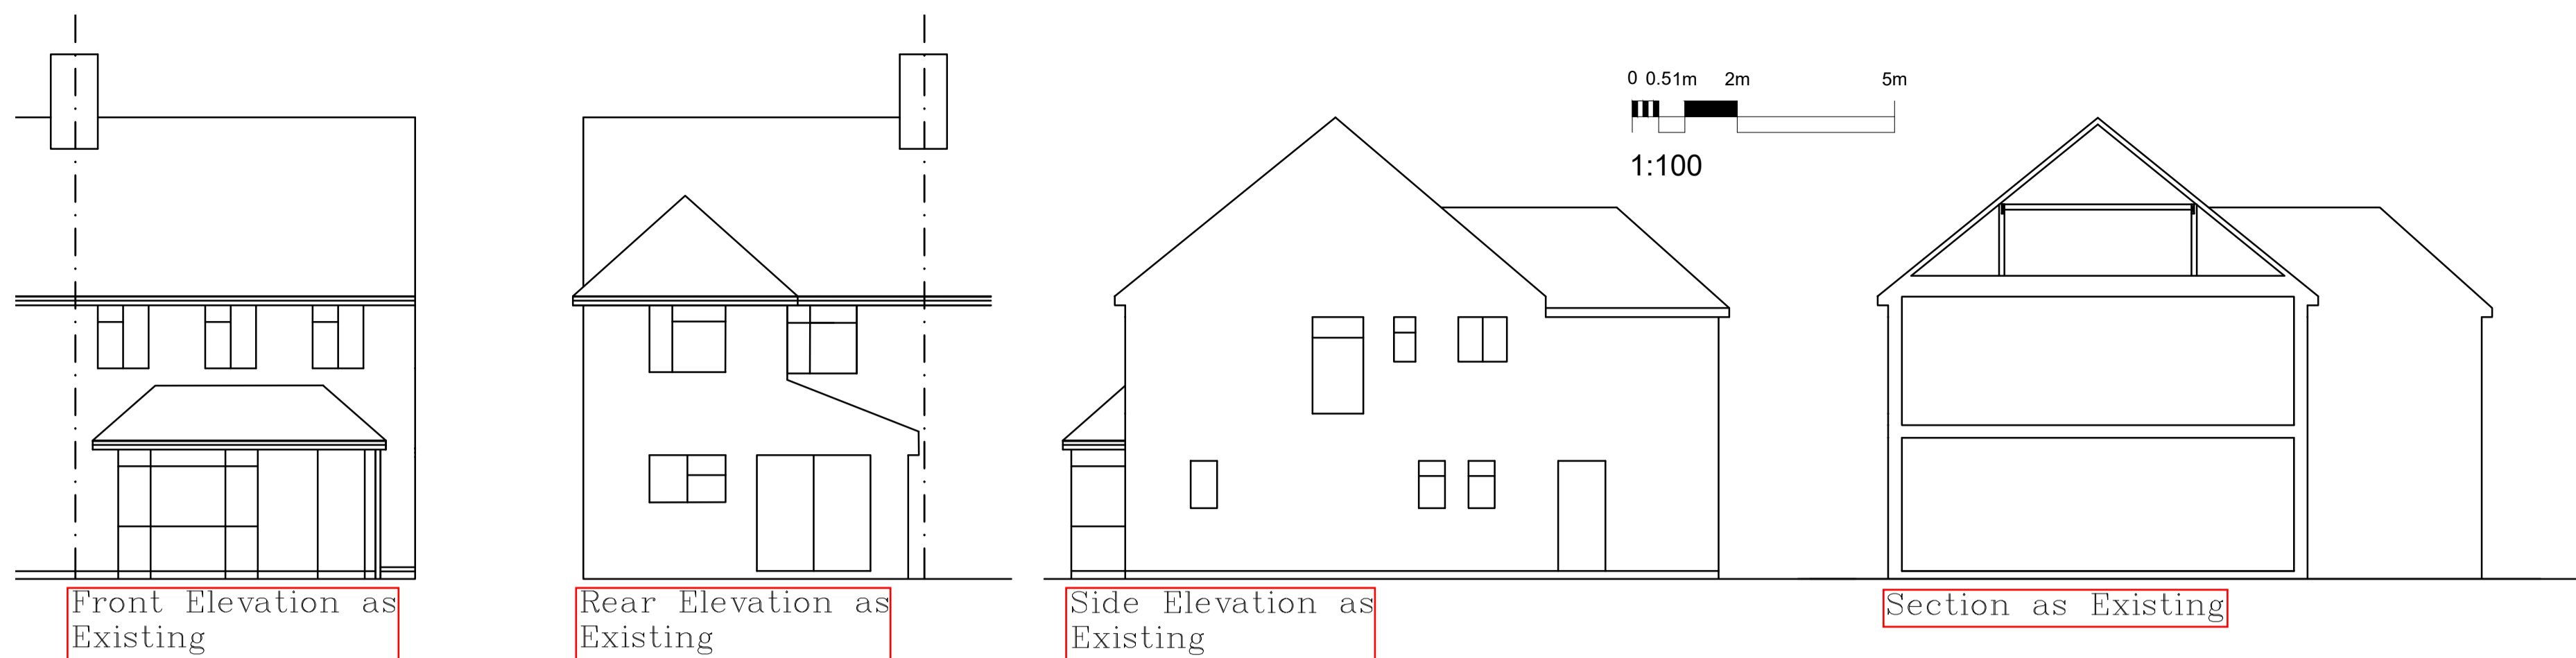 0 0.51m 2m 5m
1:100
Front Elevation as
Existing
Rear Elevation as
Existing
Side Elevation as
Existing
Section as Existing